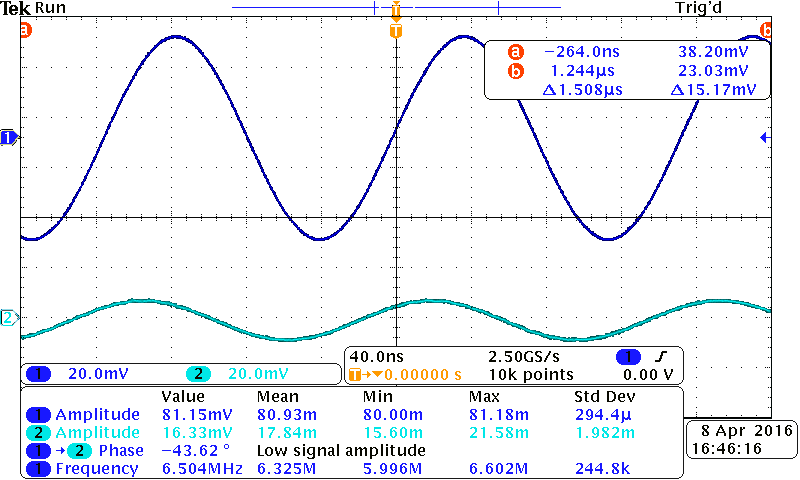 Tek Run Trig'd
a T b
a −264.0ns 38.20mV
b 1.244µs 23.03mV
Δ1.508µs Δ15.17mV
1
2
1 20.0mV 2 20.0mV
40.0ns 2.50GS/s 1
T→▼0.00000 s 10k points 0.00 V
Value Mean Min Max Std Dev
1 Amplitude 81.15mV 80.93m 80.00m 81.18m 294.4µ
2 Amplitude 16.33mV 17.84m 15.60m 21.58m 1.982m
1 → 2 Phase −43.62 ° Low signal amplitude
1 Frequency 6.504MHz 6.325M 5.996M 6.602M 244.8k
8 Apr 2016
16:46:16